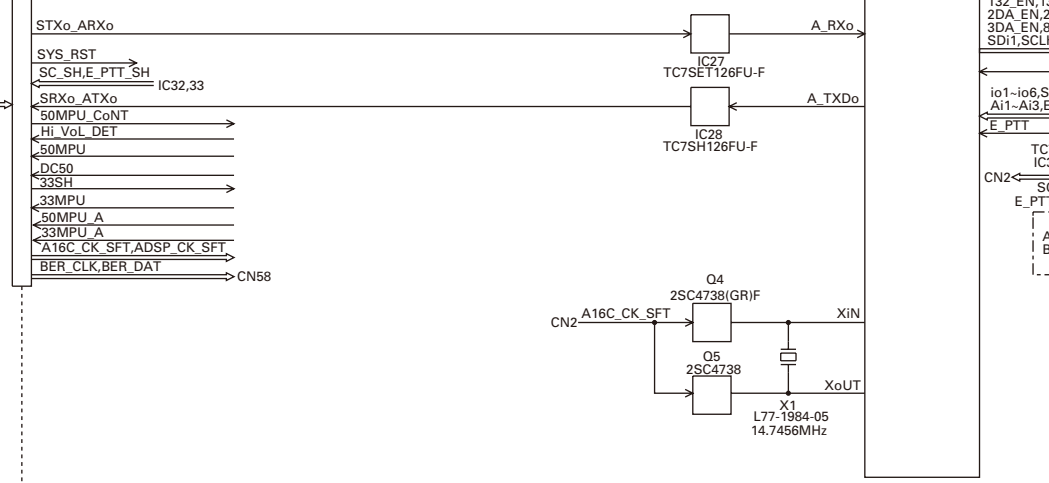 STXo_ARXo
SYS_RST
SC_SH,E_PTT_SH
IC32,33
SRXo_ATXo
50MPU_CoNT
Hi_VoL_DET
50MPU
DC50
33SH
33MPU
50MPU_A
33MPU_A
A16C_CK_SFT,ADSP_CK_SFT
BER_CLK,BER_DAT
CN58
IC27
TC7SET126FU-F
A_RXo
IC28
TC7SH126FU-F
A_TXDo
Q4
2SC4738(GR)F
CN2
A16C_CK_SFT
XiN
Q5
2SC4738
XoUT
X1
L77-1984-05
14.7456MHz
2DA_EN,2
3DA_EN,8
SDi1,SCL
io1~io6,S
Ai1~Ai3,
E_PTT
TC
CN2
E_PT